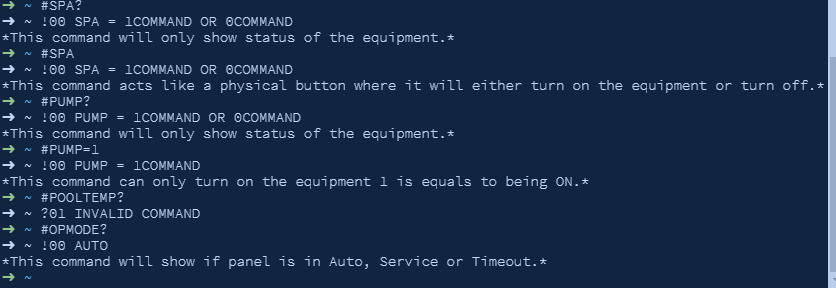 ➔ ~ #SPA?
➔ ~ !00 SPA = 1COMMAND OR 0COMMAND
*This command will only show status of the equipment.*
➔ ~ #SPA
➔ ~ !00 SPA = 1COMMAND OR 0COMMAND
*This command acts like a physical button where it will either turn on the equipment or turn off.*
➔ ~ #PUMP?
➔ ~ !00 PUMP = 1COMMAND OR 0COMMAND
*This command will only show status of the equipment.*
➔ ~ #PUMP=1
➔ ~ !00 PUMP = 1COMMAND
*This command can only turn on the equipment 1 is equals to being ON.*
➔ ~ #POOLTEMP?
➔ ~ ?01 INVALID COMMAND
➔ ~ #OPMODE?
➔ ~ !00 AUTO
*This command will show if panel is in Auto, Service or Timeout.*
➔ ~